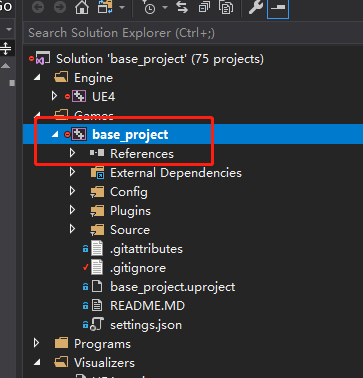 Go
Search Solution Explorer (Ctrl+;)
Solution 'base_project' (75 projects)
Engine
UE4
Games
base_project
References
External Dependencies
Config
Plugins
Source
.gitattributes
.gitignore
base_project.uproject
README.MD
settings.json
Programs
Visualizers